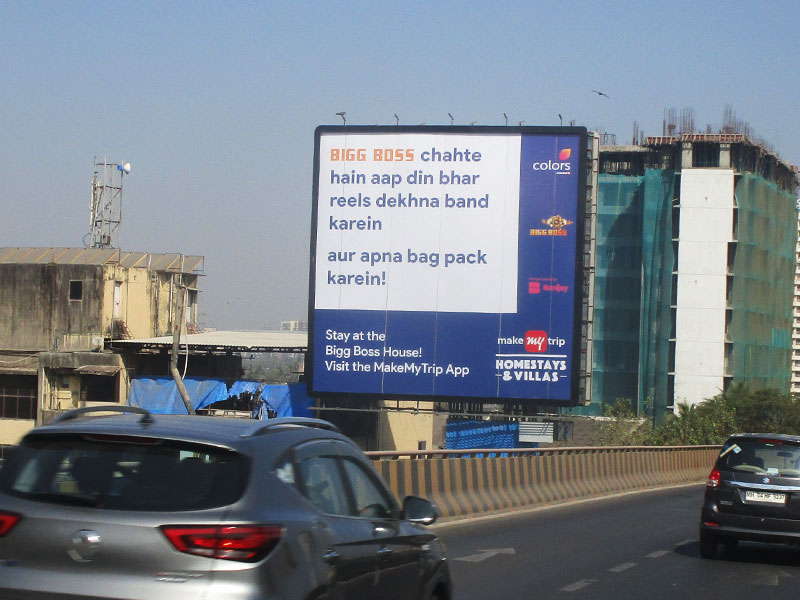 BIGG BOSS chahte
hain aap din bhar
reels dekhna band
karein
aur apna bag pack
karein!
Stay at the
Bigg Boss House!
Visit the MakeMyTrip App
colors
BIGG BOSS
Banijay
make my trip
HOMESTAYS
& VILLAS